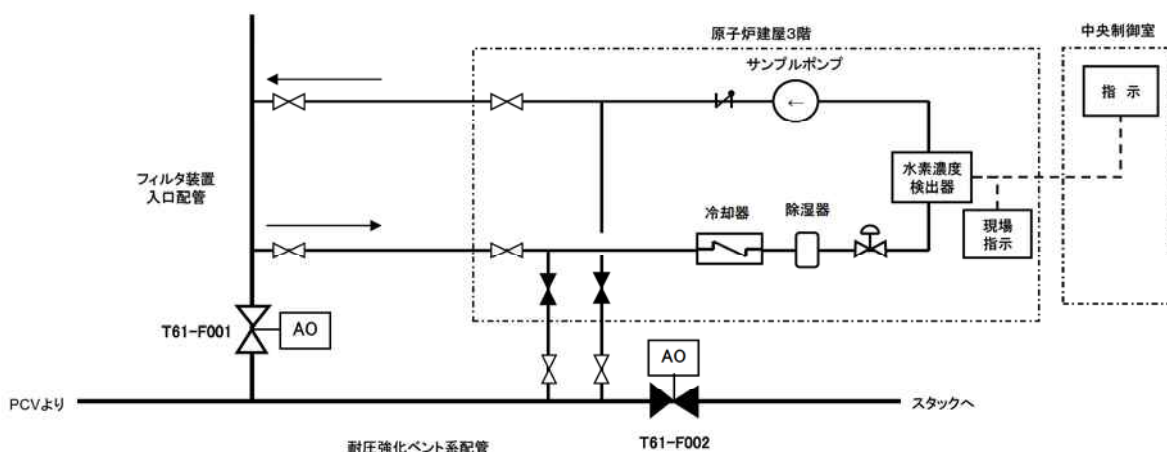 原子炉建屋3階
中央制御室
サンプルポンプ
←
指 示
フィルタ装置
入口配管
水素濃度
検出器
冷却器
除湿器
現場
指示
T61-F001
AO
AO
PCVより
スタックへ
T61-F002
耐圧強化ベント系配管